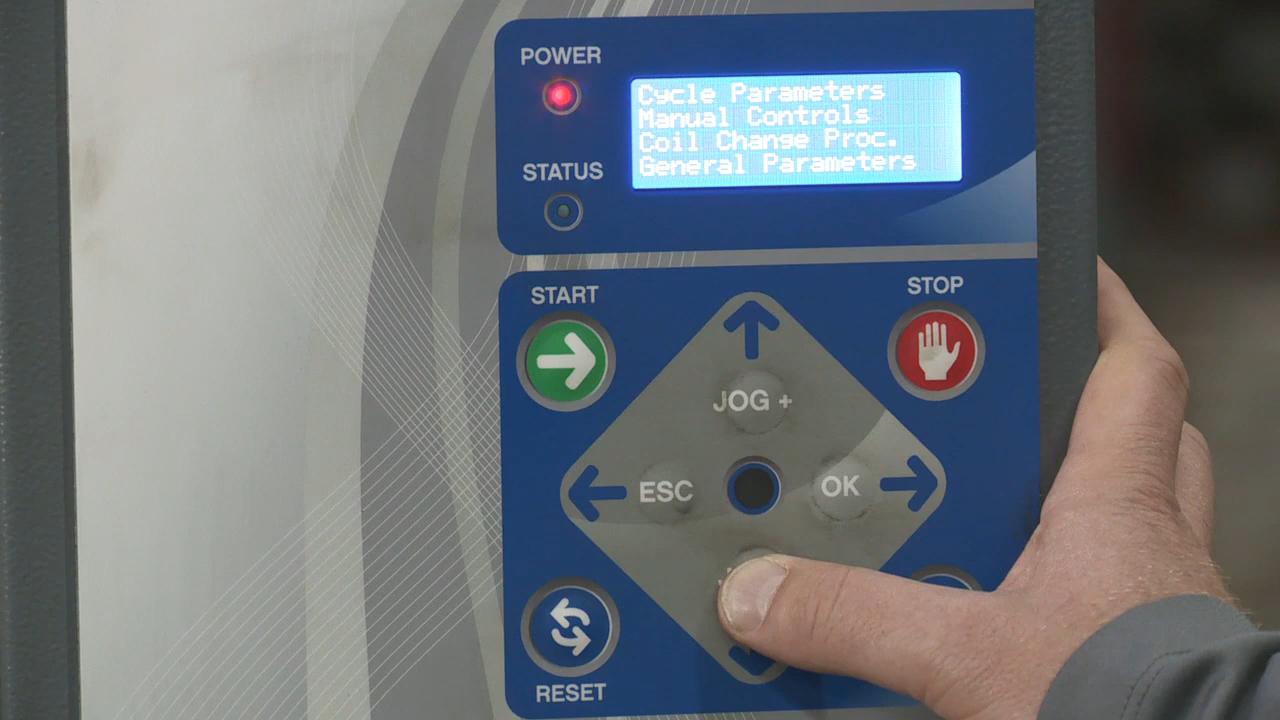 POWER
Cycle Parameters
Manual Controls
Coil Change Proc.
General Parameters
STATUS
START
STOP
JOG +
ESC
OK
RESET